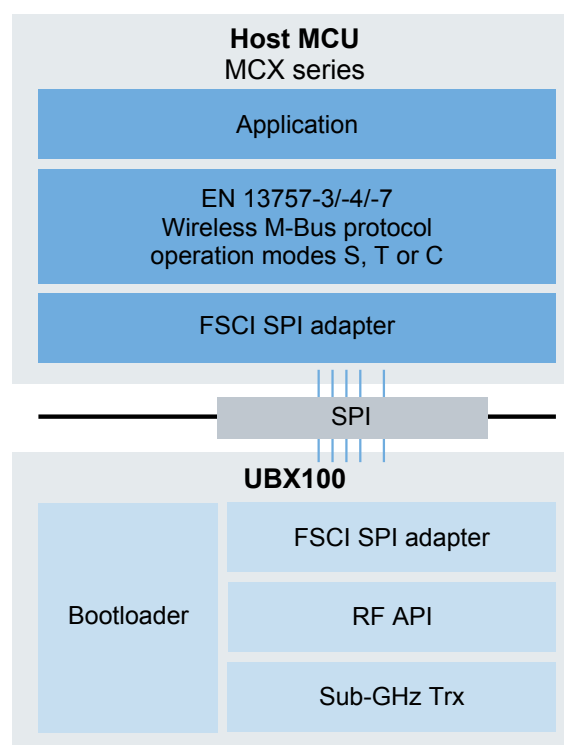 Host MCU
MCX series
Application
EN 13757-3/-4/-7
Wireless M-Bus protocol
operation modes S, T or C
FSCI SPI adapter
SPI
UBX100
Bootloader
FSCI SPI adapter
RF API
Sub-GHz Trx